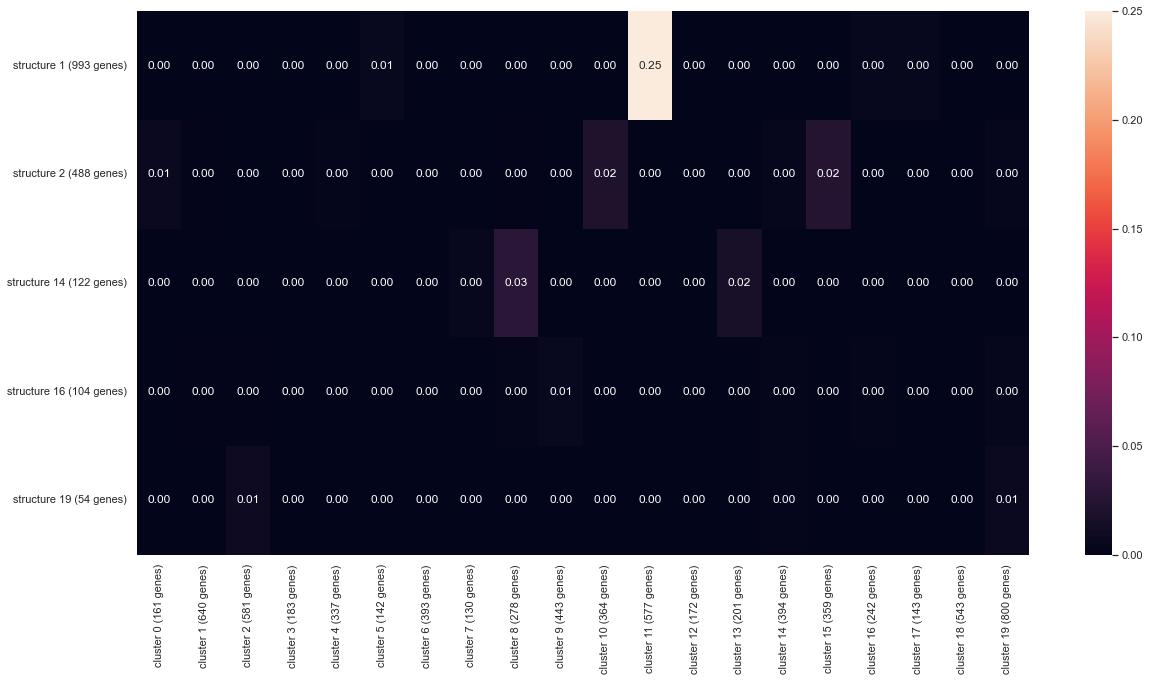 structure 1 (993 genes) 0.00 0.00 0.00 0.00 0.00 0.01 0.00 0.00 0.00 0.00 0.00 0.25 0.00 0.00 0.00 0.00 0.00 0.00 0.00 0.00
structure 2 (488 genes) 0.01 0.00 0.00 0.00 0.00 0.00 0.00 0.00 0.00 0.00 0.02 0.00 0.00 0.00 0.00 0.02 0.00 0.00 0.00 0.00
structure 14 (122 genes) 0.00 0.00 0.00 0.00 0.00 0.00 0.00 0.00 0.03 0.00 0.00 0.00 0.00 0.02 0.00 0.00 0.00 0.00 0.00 0.00
structure 16 (104 genes) 0.00 0.00 0.00 0.00 0.00 0.00 0.00 0.00 0.00 0.01 0.00 0.00 0.00 0.00 0.00 0.00 0.00 0.00 0.00 0.00
structure 19 (54 genes) 0.00 0.00 0.01 0.00 0.00 0.00 0.00 0.00 0.00 0.00 0.00 0.00 0.00 0.00 0.00 0.00 0.00 0.00 0.00 0.01
cluster 0 (161 genes)
cluster 1 (640 genes)
cluster 2 (581 genes)
cluster 3 (183 genes)
cluster 4 (337 genes)
cluster 5 (142 genes)
cluster 6 (393 genes)
cluster 7 (130 genes)
cluster 8 (278 genes)
cluster 9 (443 genes)
cluster 10 (364 genes)
cluster 11 (577 genes)
cluster 12 (172 genes)
cluster 13 (201 genes)
cluster 14 (394 genes)
cluster 15 (359 genes)
cluster 16 (242 genes)
cluster 17 (143 genes)
cluster 18 (543 genes)
cluster 19 (800 genes)
0.25
0.20
0.15
0.10
0.05
0.00